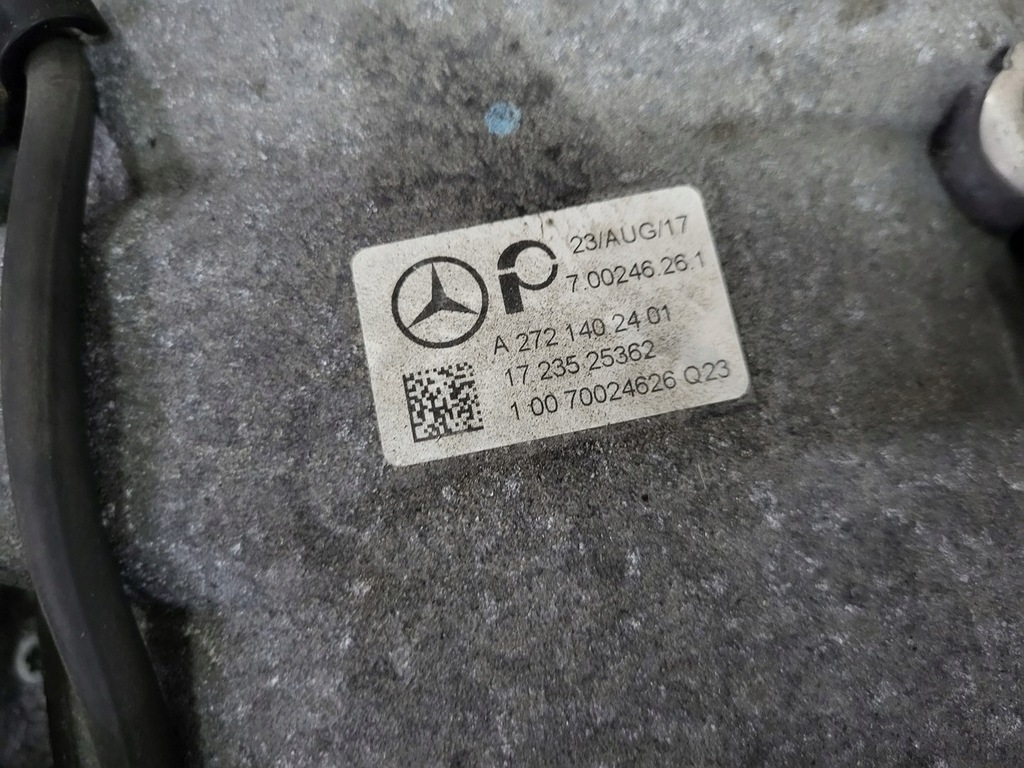 23/AUG/17
7.00246.26.1
A 272 140 24 01
17 235 25362
1 00 70024626 Q23